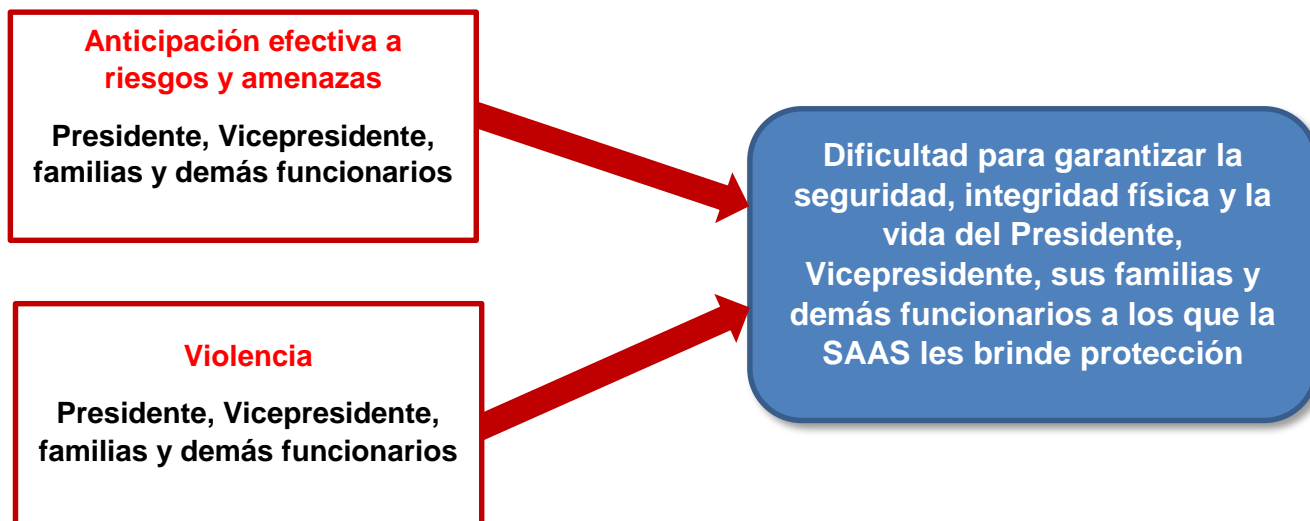 Anticipación efectiva a
riesgos y amenazas
Presidente, Vicepresidente,
familias y demás funcionarios
Violencia
Presidente, Vicepresidente,
familias y demás funcionarios
Dificultad para garantizar la
seguridad, integridad física y la
vida del Presidente,
Vicepresidente, sus familias y
demás funcionarios a los que la
SAAS les brinde protección